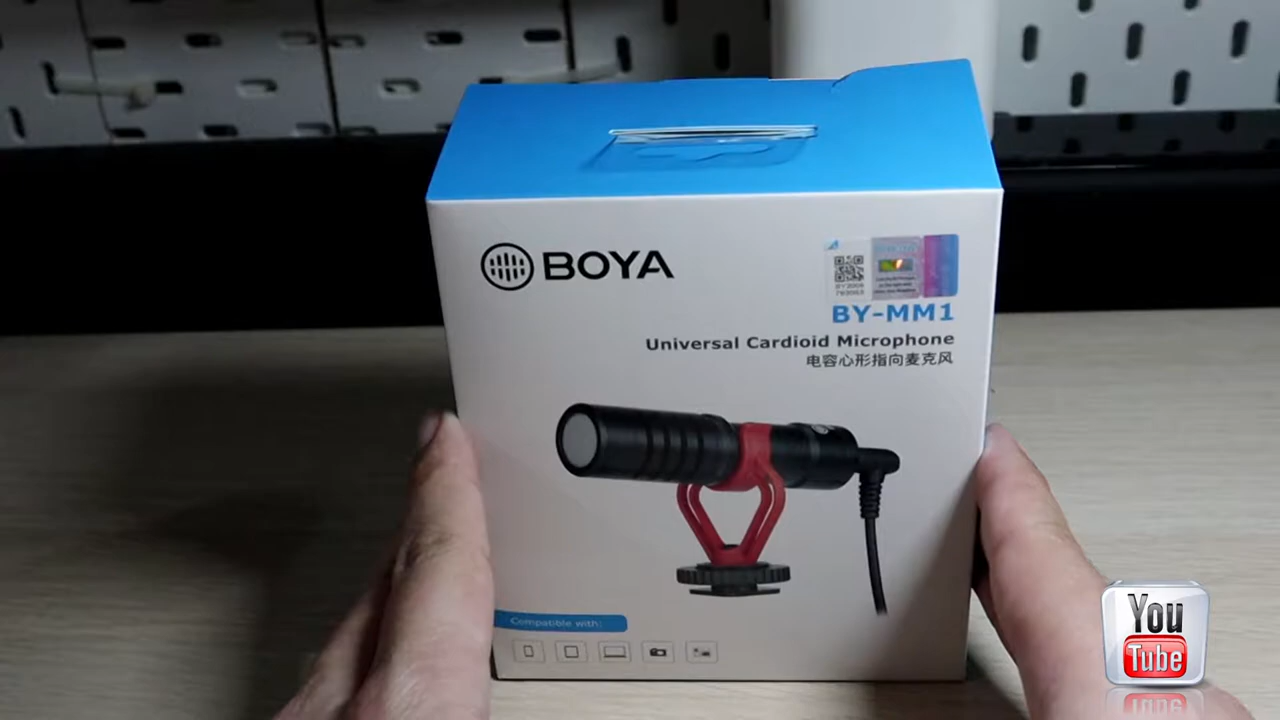 BOYA
BY-MM1
Universal Cardioid Microphone
电容心形指向麦克风
Compatible with:
You
Tube